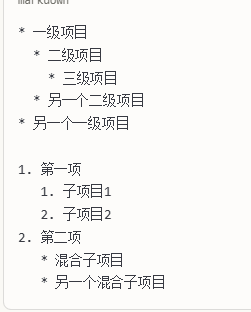 markdown
* 一级项目
  * 二级项目
    * 三级项目
  * 另一个二级项目
* 另一个一级项目

1. 第一项
   1. 子项目1
   2. 子项目2
2. 第二项
   * 混合子项目
   * 另一个混合子项目